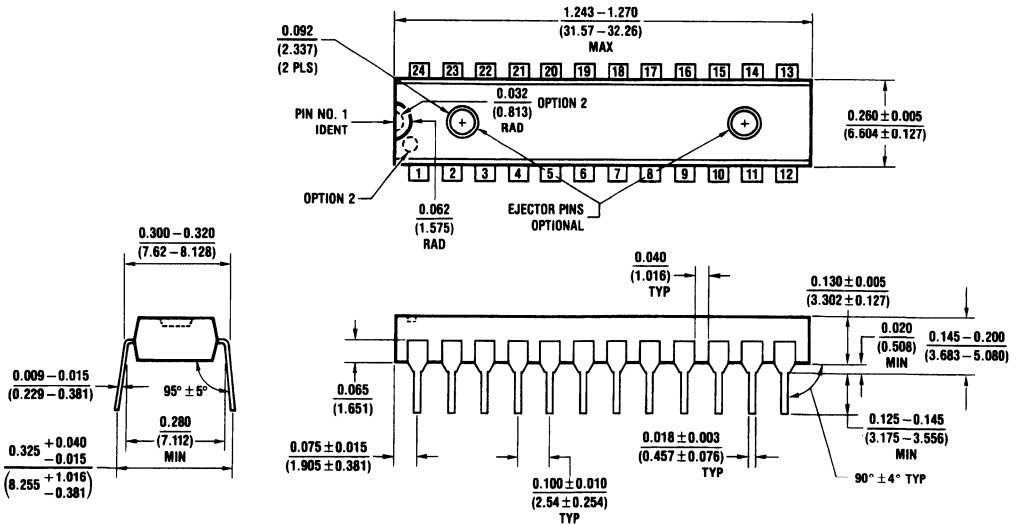 1.243 – 1.270
(31.57 – 32.26)
MAX
0.092
(2.337)
(2 PLS)
24 23 22 21 20 19 18 17 16 15 14 13
0.032
(0.813)
RAD
OPTION 2
PIN NO. 1
IDENT
0.260 ± 0.005
(6.604 ± 0.127)
1 2 3 4 5 6 7 8 9 10 11 12
OPTION 2
0.062
(1.575)
RAD
EJECTOR PINS
OPTIONAL
0.300 – 0.320
(7.62 – 8.128)
0.040
(1.016)
TYP
0.130 ± 0.005
(3.302 ± 0.127)
0.020
(0.508)
MIN
0.145 – 0.200
(3.683 – 5.080)
0.009 – 0.015
(0.229 – 0.381)
95° ± 5°
0.065
(1.651)
0.280
(7.112)
MIN
0.325 +0.040 −0.015
(8.255 +1.016 −0.381)
0.075 ± 0.015
(1.905 ± 0.381)
0.100 ± 0.010
(2.54 ± 0.254)
TYP
0.018 ± 0.003
(0.457 ± 0.076)
TYP
0.125 – 0.145
(3.175 – 3.556)
MIN
90° ± 4° TYP